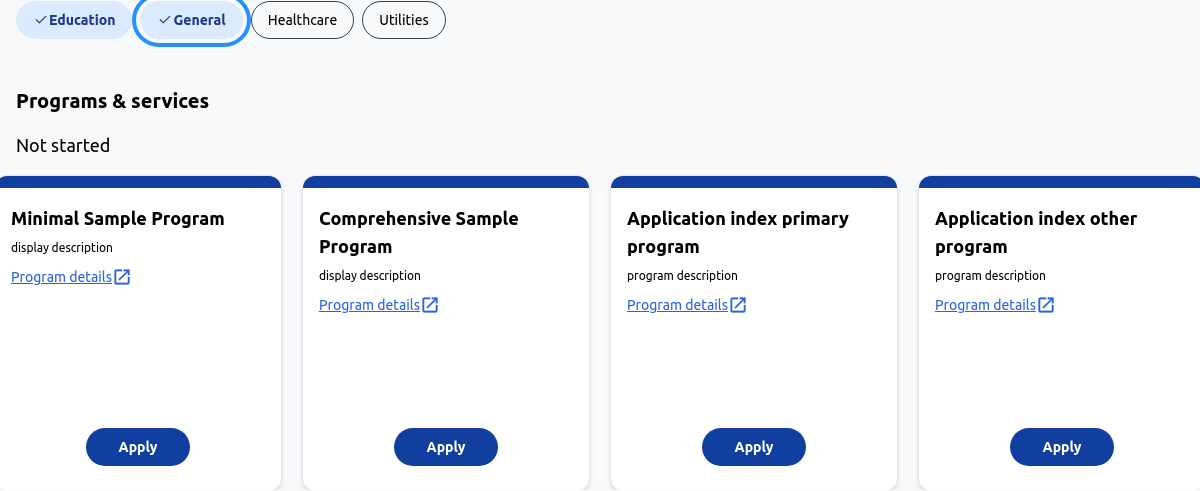 Education
General
Healthcare
Utilities
Programs & services
Not started
Minimal Sample Program
display description
Program details
Apply
Comprehensive Sample
Program
display description
Program details
Apply
Application index primary
program
program description
Program details
Apply
Application index other
program
program description
Program details
Apply